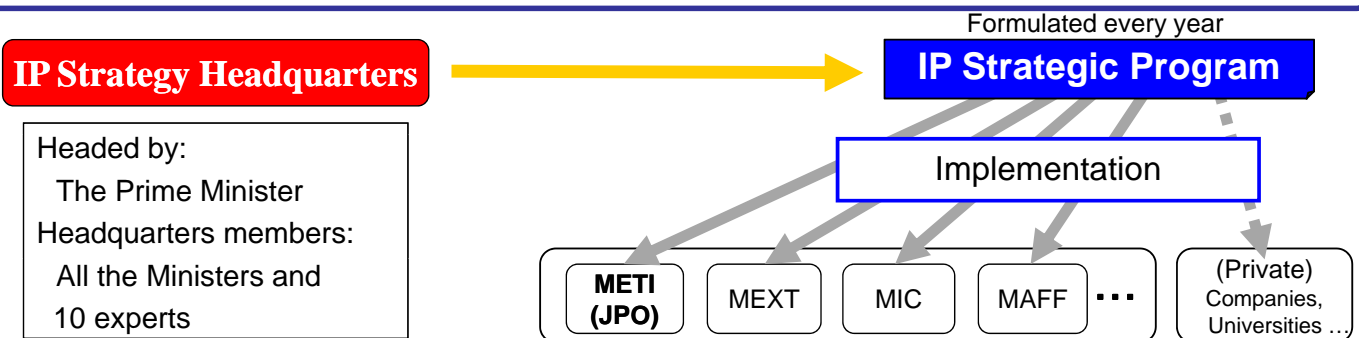 Formulated every year
IP Strategy Headquarters
IP Strategic Program
Headed by:
The Prime Minister
Headquarters members:
All the Ministers and
10 experts
Implementation
METI
(JPO)
MEXT
MIC
MAFF
...
(Private)
Companies,
Universities ...